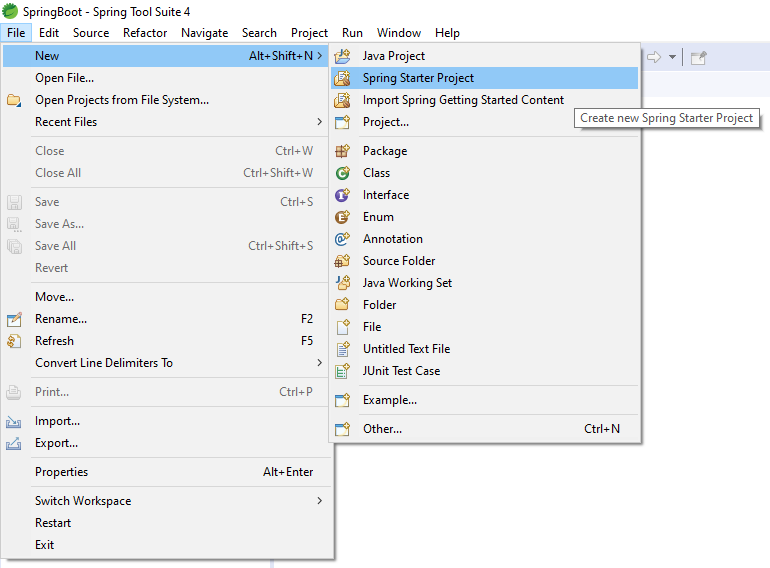 SpringBoot - Spring Tool Suite 4
File Edit Source Refactor Navigate Search Project Run Window Help
New Alt+Shift+N
Open File...
Open Projects from File System...
Recent Files
Close Ctrl+W
Close All Ctrl+Shift+W
Save Ctrl+S
Save As...
Save All Ctrl+Shift+S
Revert
Move...
Rename... F2
Refresh F5
Convert Line Delimiters To
Print... Ctrl+P
Import...
Export...
Properties Alt+Enter
Switch Workspace
Restart
Exit
Java Project
Spring Starter Project
Import Spring Getting Started Content
Project...
Create new Spring Starter Project
Package
Class
Interface
Enum
Annotation
Source Folder
Java Working Set
Folder
File
Untitled Text File
JUnit Test Case
Example...
Other... Ctrl+N